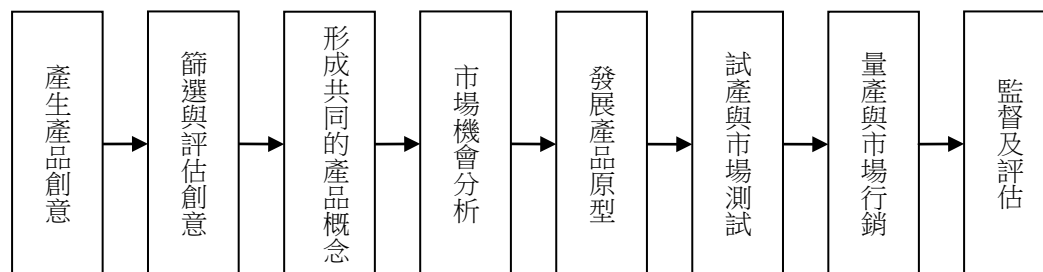 產生產品創意
篩選與評估創意
形成共同的產品概念
市場機會分析
發展產品原型
試產與市場測試
量產與市場行銷
監督及評估